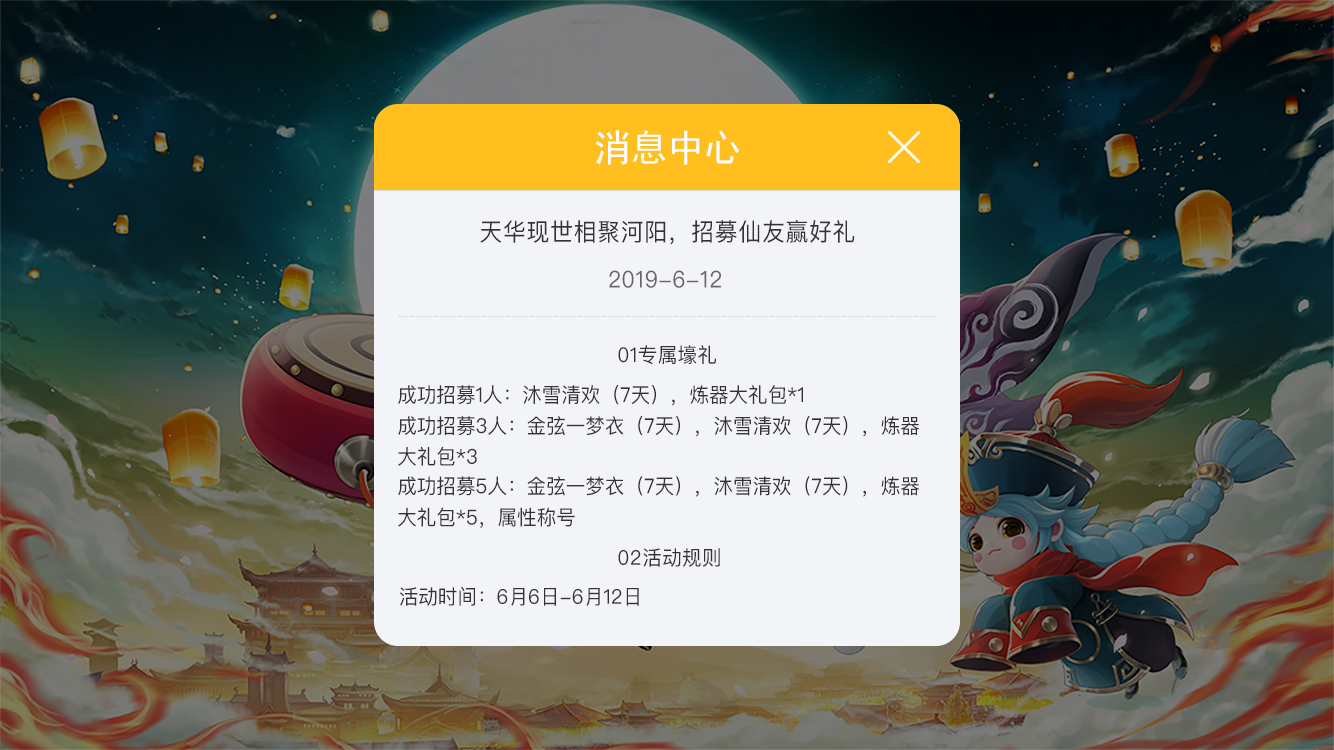 消息中心
天华现世相聚河阳，招募仙友赢好礼
2019-6-12
01专属壕礼
成功招募1人：沐雪清欢（7天），炼器大礼包*1
成功招募3人：金弦一梦衣（7天），沐雪清欢（7天），炼器
大礼包*3
成功招募5人：金弦一梦衣（7天），沐雪清欢（7天），炼器
大礼包*5，属性称号
02活动规则
活动时间：6月6日-6月12日